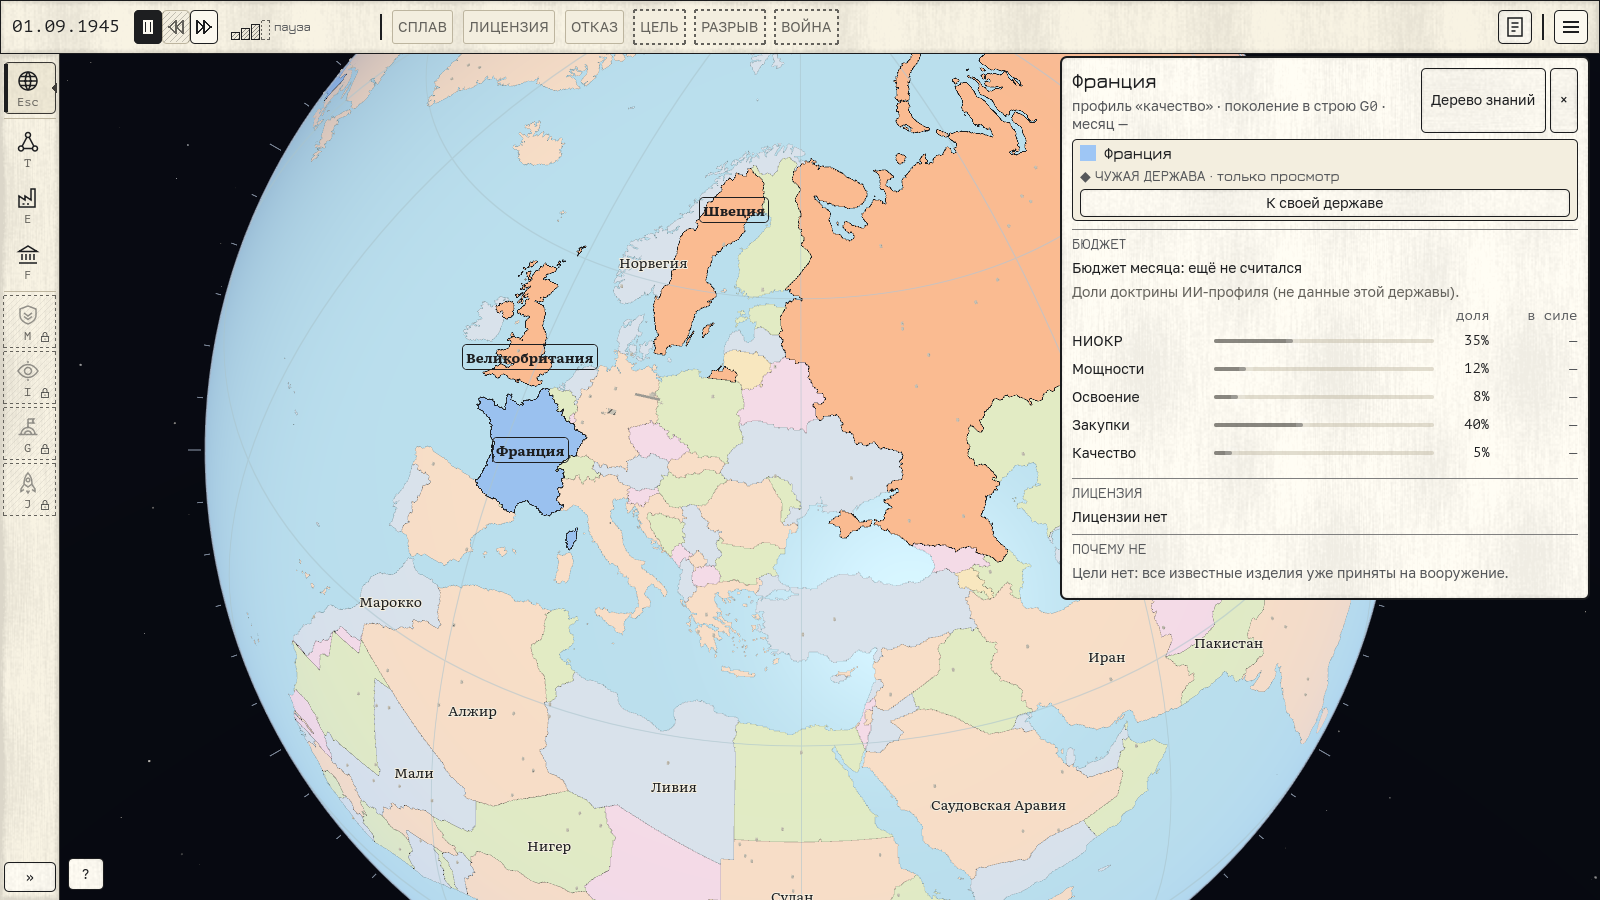 01.09.1945
пауза
СПЛАВ
ЛИЦЕНЗИЯ
ОТКАЗ
ЦЕЛЬ
РАЗРЫВ
ВОЙНА
Esc
T
E
F
M
I
G
J
»
?
Швеция
Норвегия
Великобритания
Франция
Марокко
Алжир
Мали
Ливия
Нигер
Судан
Саудовская Аравия
Иран
Пакистан
Франция
профиль «качество» · поколение в строю G0 ·
месяц —
Дерево знаний
×
Франция
◆ ЧУЖАЯ ДЕРЖАВА · только просмотр
К своей державе
БЮДЖЕТ
Бюджет месяца: ещё не считался
Доли доктрины ИИ-профиля (не данные этой державы).
доля в силе
НИОКР 35% —
Мощности 12% —
Освоение 8% —
Закупки 40% —
Качество 5% —
ЛИЦЕНЗИЯ
Лицензии нет
ПОЧЕМУ НЕ
Цели нет: все известные изделия уже приняты на вооружение.